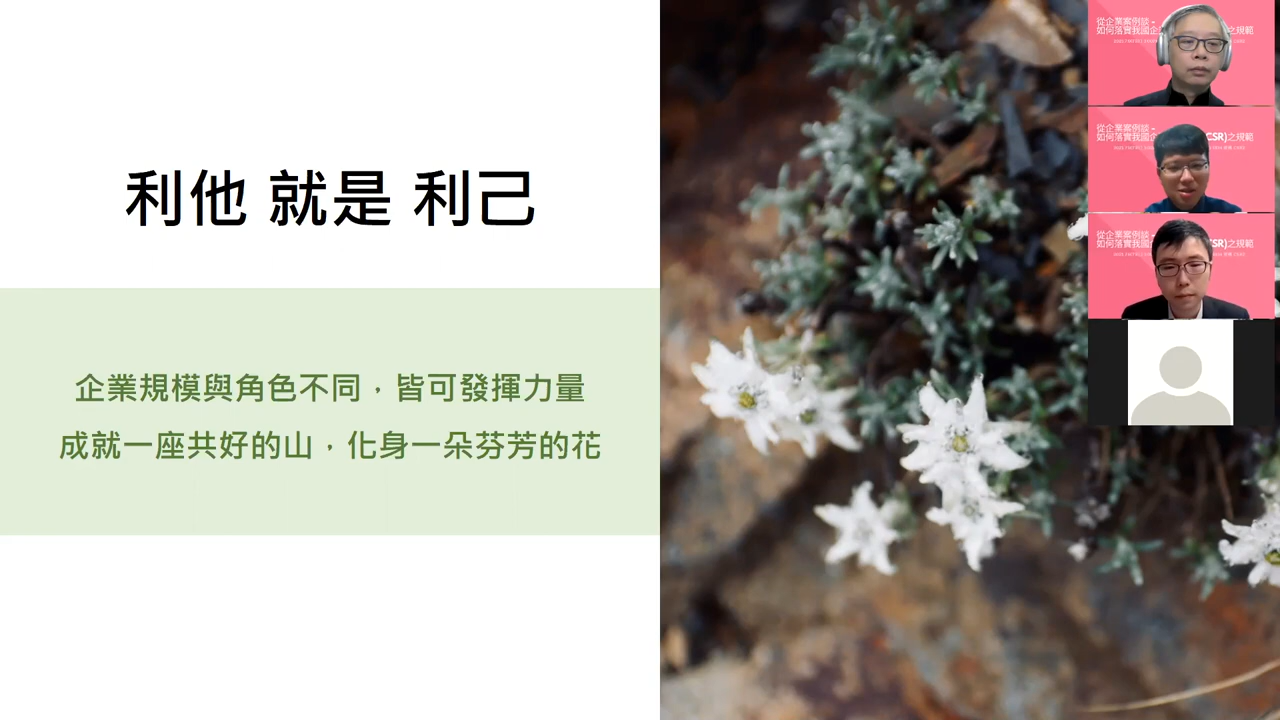 利他 就是 利己
企業規模與角色不同，皆可發揮力量
成就一座共好的山，化身一朵芬芳的花
從企業案例談 -
如何落實我國企
之規範
從企業案例談 -
如何落實我國企
CSR)之規範
從企業案例談 -
如何落實我國企
CSR)之規範